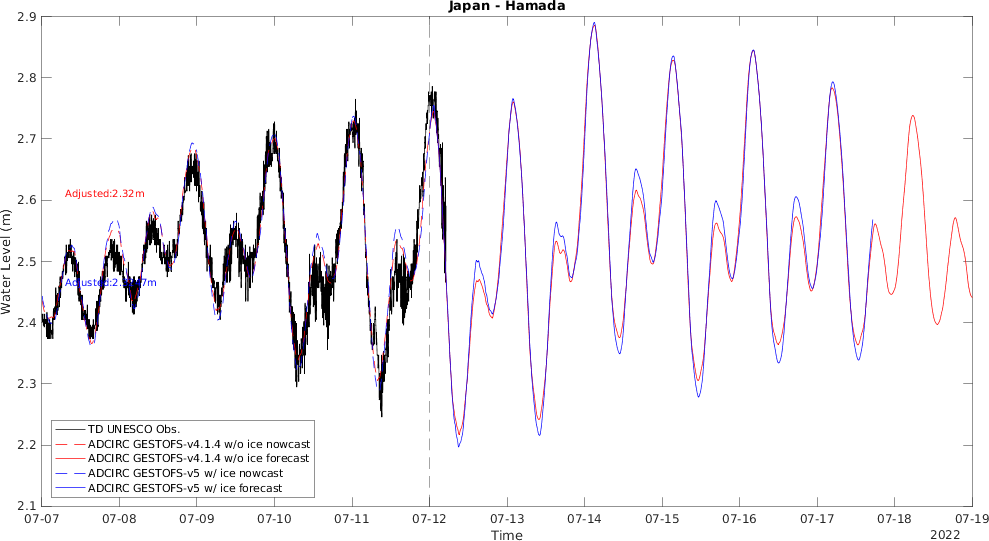 Japan - Hamada
2.9
2.8
2.7
2.6
2.5
2.4
2.3
2.2
2.1
Water Level (m)
Adjusted:2.32m
TD UNESCO Obs.
ADCIRC GESTOFS-v4.1.4 w/o ice nowcast
ADCIRC GESTOFS-v4.1.4 w/o ice forecast
ADCIRC GESTOFS-v5 w/ ice nowcast
ADCIRC GESTOFS-v5 w/ ice forecast
07-07 07-08 07-09 07-10 07-11 07-12 07-13 07-14 07-15 07-16 07-17 07-18 07-19
Time
2022